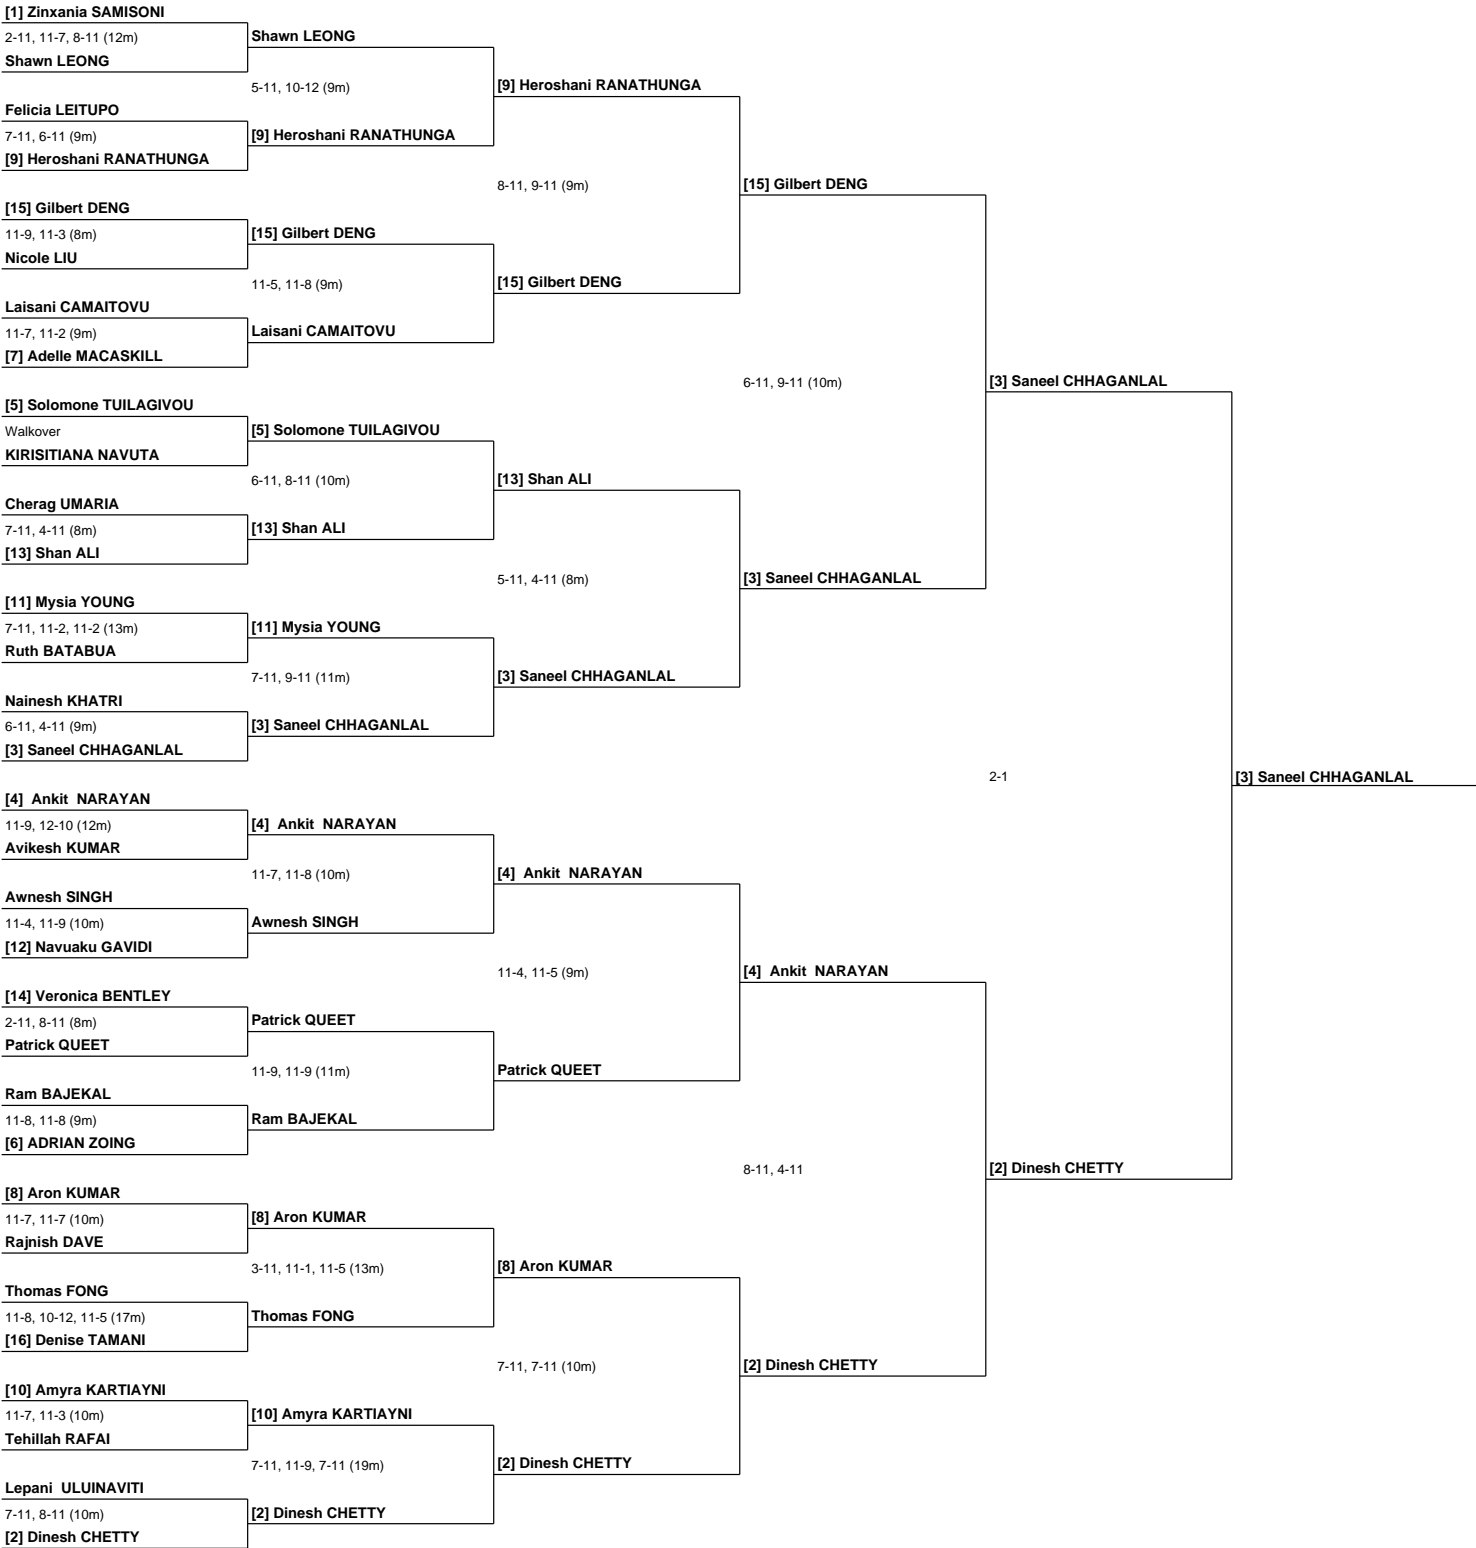 [1] Zinxania SAMISONI
2-11, 11-7, 8-11 (12m)
Shawn LEONG
Shawn LEONG
5-11, 10-12 (9m)
[9] Heroshani RANATHUNGA
Felicia LEITUPO
7-11, 6-11 (9m)
[9] Heroshani RANATHUNGA
[9] Heroshani RANATHUNGA
8-11, 9-11 (9m)
[15] Gilbert DENG
[15] Gilbert DENG
11-9, 11-3 (8m)
[15] Gilbert DENG
Nicole LIU
11-5, 11-8 (9m)
[15] Gilbert DENG
Laisani CAMAITOVU
11-7, 11-2 (9m)
Laisani CAMAITOVU
[7] Adelle MACASKILL
6-11, 9-11 (10m)
[3] Saneel CHHAGANLAL
[5] Solomone TUILAGIVOU
Walkover
[5] Solomone TUILAGIVOU
KIRISITIANA NAVUTA
6-11, 8-11 (10m)
[13] Shan ALI
Cherag UMARIA
7-11, 4-11 (8m)
[13] Shan ALI
[13] Shan ALI
5-11, 4-11 (8m)
[3] Saneel CHHAGANLAL
[11] Mysia YOUNG
7-11, 11-2, 11-2 (13m)
[11] Mysia YOUNG
Ruth BATABUA
7-11, 9-11 (11m)
[3] Saneel CHHAGANLAL
Nainesh KHATRI
6-11, 4-11 (9m)
[3] Saneel CHHAGANLAL
[3] Saneel CHHAGANLAL
2-1
[3] Saneel CHHAGANLAL
[4] Ankit NARAYAN
11-9, 12-10 (12m)
[4] Ankit NARAYAN
Avikesh KUMAR
11-7, 11-8 (10m)
[4] Ankit NARAYAN
Awnesh SINGH
11-4, 11-9 (10m)
Awnesh SINGH
[12] Navuaku GAVIDI
11-4, 11-5 (9m)
[4] Ankit NARAYAN
[14] Veronica BENTLEY
2-11, 8-11 (8m)
Patrick QUEET
Patrick QUEET
11-9, 11-9 (11m)
Patrick QUEET
Ram BAJEKAL
11-8, 11-8 (9m)
Ram BAJEKAL
[6] ADRIAN ZOING
8-11, 4-11
[2] Dinesh CHETTY
[8] Aron KUMAR
11-7, 11-7 (10m)
[8] Aron KUMAR
Rajnish DAVE
3-11, 11-1, 11-5 (13m)
[8] Aron KUMAR
Thomas FONG
11-8, 10-12, 11-5 (17m)
Thomas FONG
[16] Denise TAMANI
7-11, 7-11 (10m)
[2] Dinesh CHETTY
[10] Amyra KARTIAYNI
11-7, 11-3 (10m)
[10] Amyra KARTIAYNI
Tehillah RAFAI
7-11, 11-9, 7-11 (19m)
[2] Dinesh CHETTY
Lepani ULUINAVITI
7-11, 8-11 (10m)
[2] Dinesh CHETTY
[2] Dinesh CHETTY